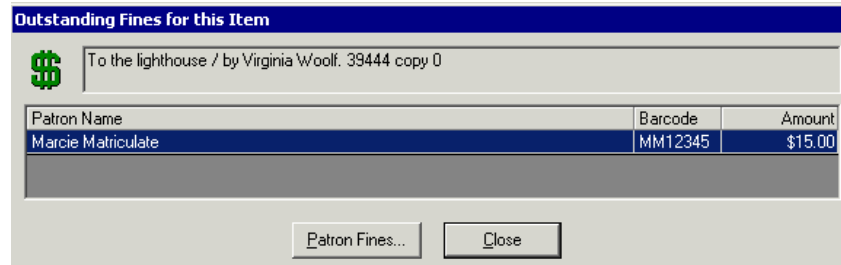 Outstanding Fines for this Item
$
To the lighthouse / by Virginia Woolf. 39444 copy 0
Patron Name Barcode Amount
Marcie Matriculate MM12345 $15.00
Patron Fines... Close